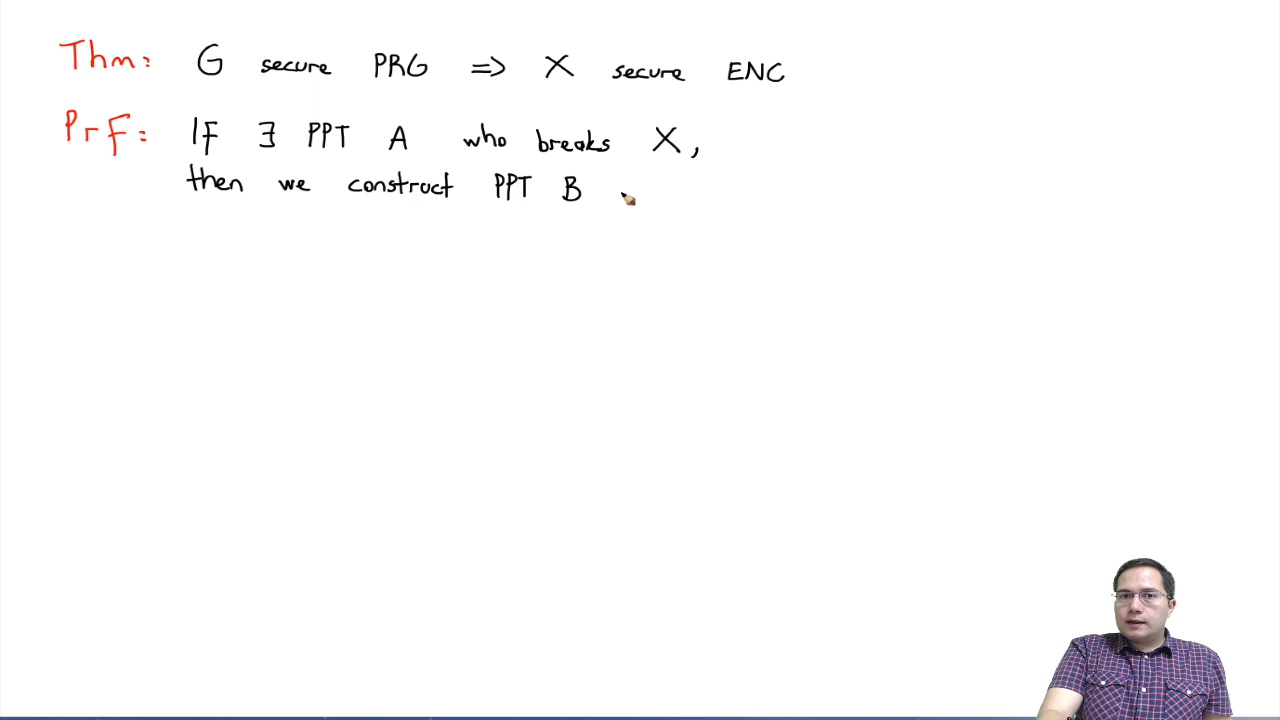 Thm: G secure PRG => X secure ENC
Prf: If ∃ PPT A who breaks X,
then we construct PPT B